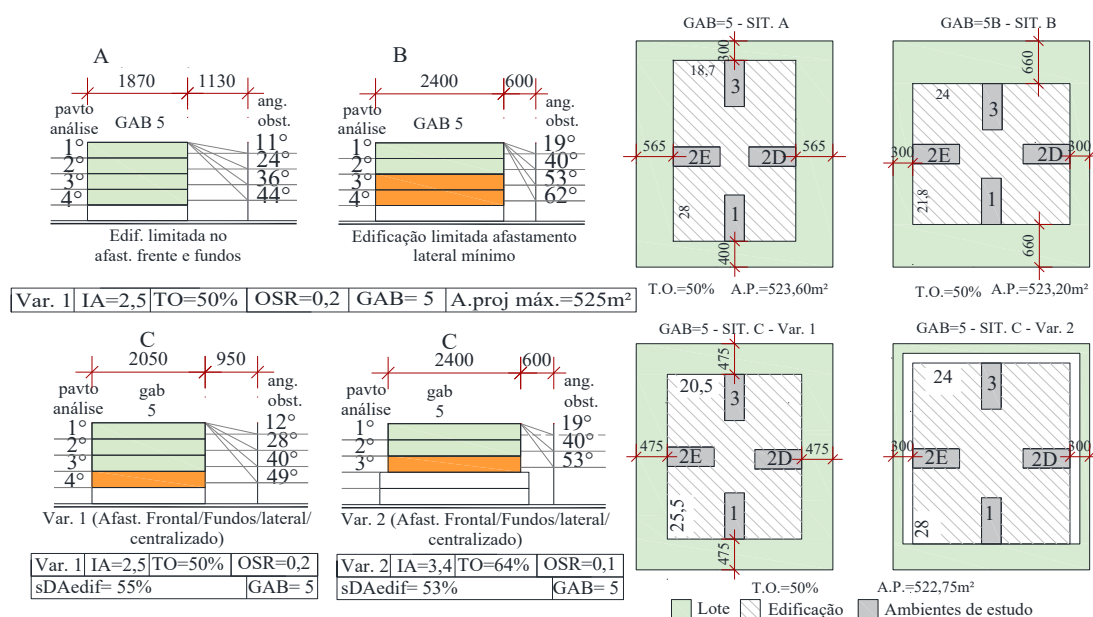 A
1870
1130
pavto
análise
GAB 5
ang.
obst.
1°
2°
3°
4°
11°
24°
36°
44°
Edif. limitada no
afast. frente e fundos
B
2400
600
pavto
análise
GAB 5
ang.
obst.
1°
2°
3°
4°
19°
40°
53°
62
Edificação limitada afastamento
lateral mínimo
Var. 1 IA=2,5 TO=50% OSR=0,2 GAB= 5 A.proj máx.=525m²
C
2050
950
pavto
análise
gab
5
ang.
obst.
1°
2°
3°
4°
12°
28°
40°
49°
Var. 1 (Afast. Frontal/Fundos/lateral/
centralizado)
Var. 1 IA=2,5 TO=50% OSR=0,2
sDAedif= 55% GAB= 5
C
2400
600
pavto
análise
gab
5
ang.
obst.
1°
2°
3°
19°
40°
53°
Var. 2 (Afast. Frontal/Fundos/lateral/
centralizado)
Var. 2 IA=3,4 TO=64% OSR=0,1
sDAedif= 53% GAB= 5
GAB=5 - SIT. A
300
18,7
3
565
2E
2D
565
28
1
400
T.O.=50% A.P.=523,60m²
GAB=5B - SIT. B
660
24
3
300
2E
2D
300
21,8
1
660
T.O.=50% A.P.=523,20m²
GAB=5 - SIT. C - Var. 1
475
20,5
3
475
2E
2D
475
25,5
1
475
T.O.=50%
GAB=5 - SIT. C - Var. 2
24
3
300
2E
2D
300
28
1
A.P.=522,75m²
Lote Edificação Ambientes de estudo